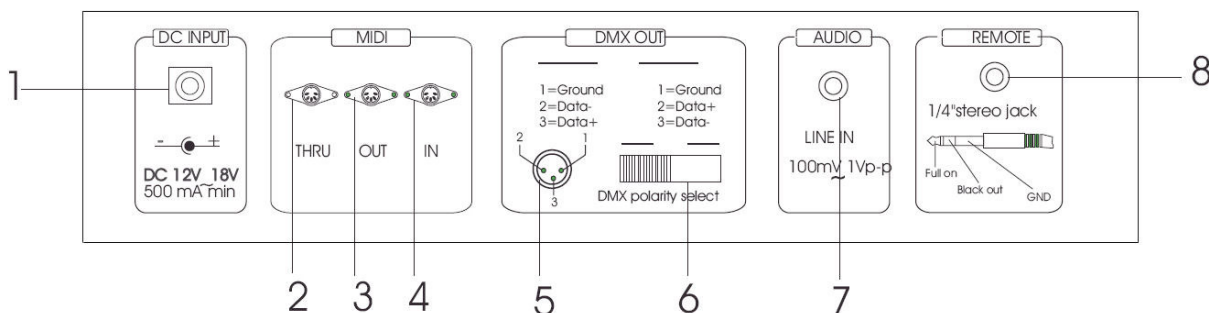 DC INPUT
DC 12V~18V
500 mA min
- +
MIDI
THRU
OUT
IN
DMX OUT
1=Ground
2=Data-
3=Data+
1=Ground
2=Data+
3=Data-
2
1
3
DMX polarity select
AUDIO
LINE IN
100mV~1Vp-p
REMOTE
1/4"stereo jack
Full on
Black out
GND
1
2
3
4
5
6
7
8